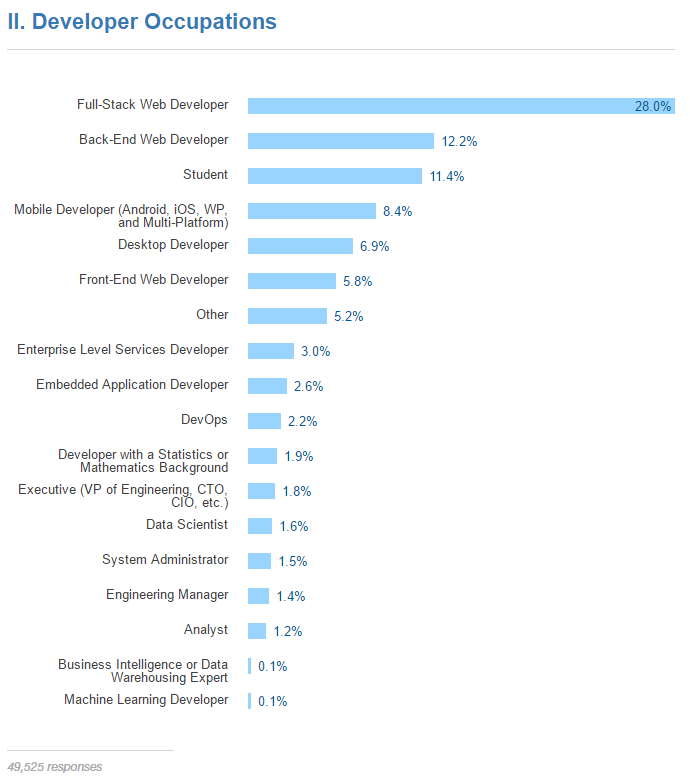 II. Developer Occupations
Full-Stack Web Developer 28.0%
Back-End Web Developer 12.2%
Student 11.4%
Mobile Developer (Android, iOS, WP,
and Multi-Platform) 8.4%
Desktop Developer 6.9%
Front-End Web Developer 5.8%
Other 5.2%
Enterprise Level Services Developer 3.0%
Embedded Application Developer 2.6%
DevOps 2.2%
Developer with a Statistics or
Mathematics Background 1.9%
Executive (VP of Engineering, CTO,
CIO, etc.) 1.8%
Data Scientist 1.6%
System Administrator 1.5%
Engineering Manager 1.4%
Analyst 1.2%
Business Intelligence or Data
Warehousing Expert 0.1%
Machine Learning Developer 0.1%
49,525 responses